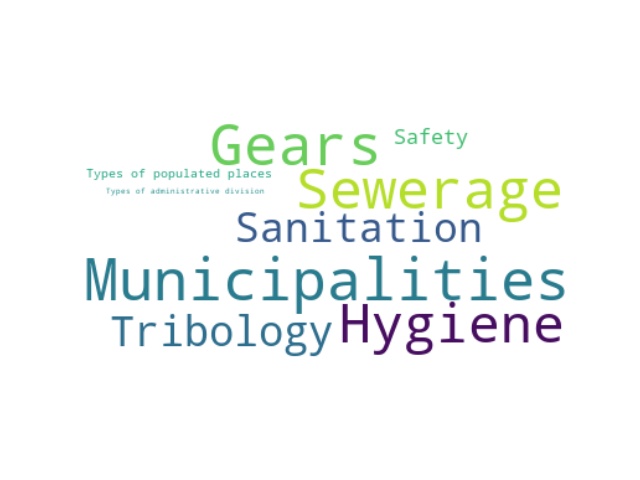 Gears
Safety
Types of populated places
Sewerage
Types of administrative division
Sanitation
Municipalities
Hygiene
Tribology